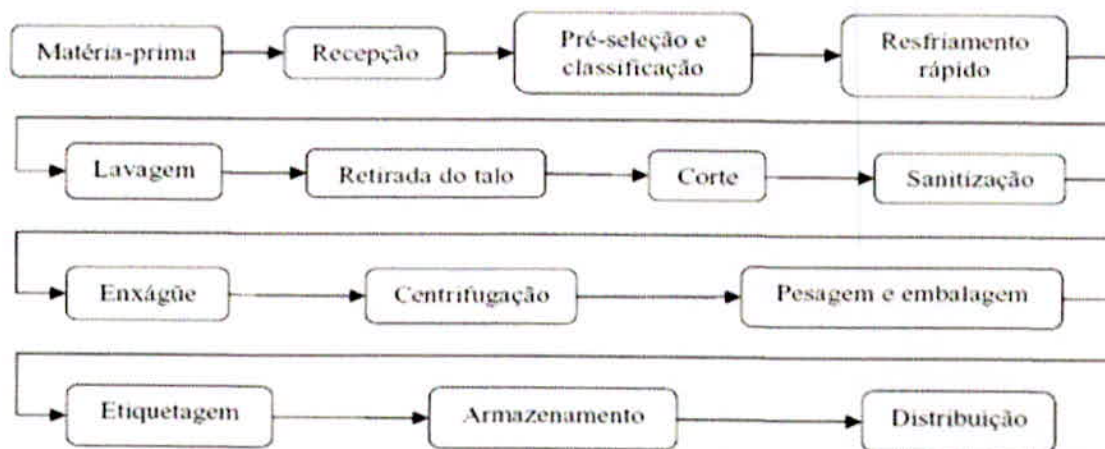 Matéria-prima
Recepção
Pré-seleção e
classificação
Resfriamento
rápido
Lavagem
Retirada do talo
Corte
Sanitização
Enxágüe
Centrifugação
Pesagem e embalagem
Etiquetagem
Armazenamento
Distribuição